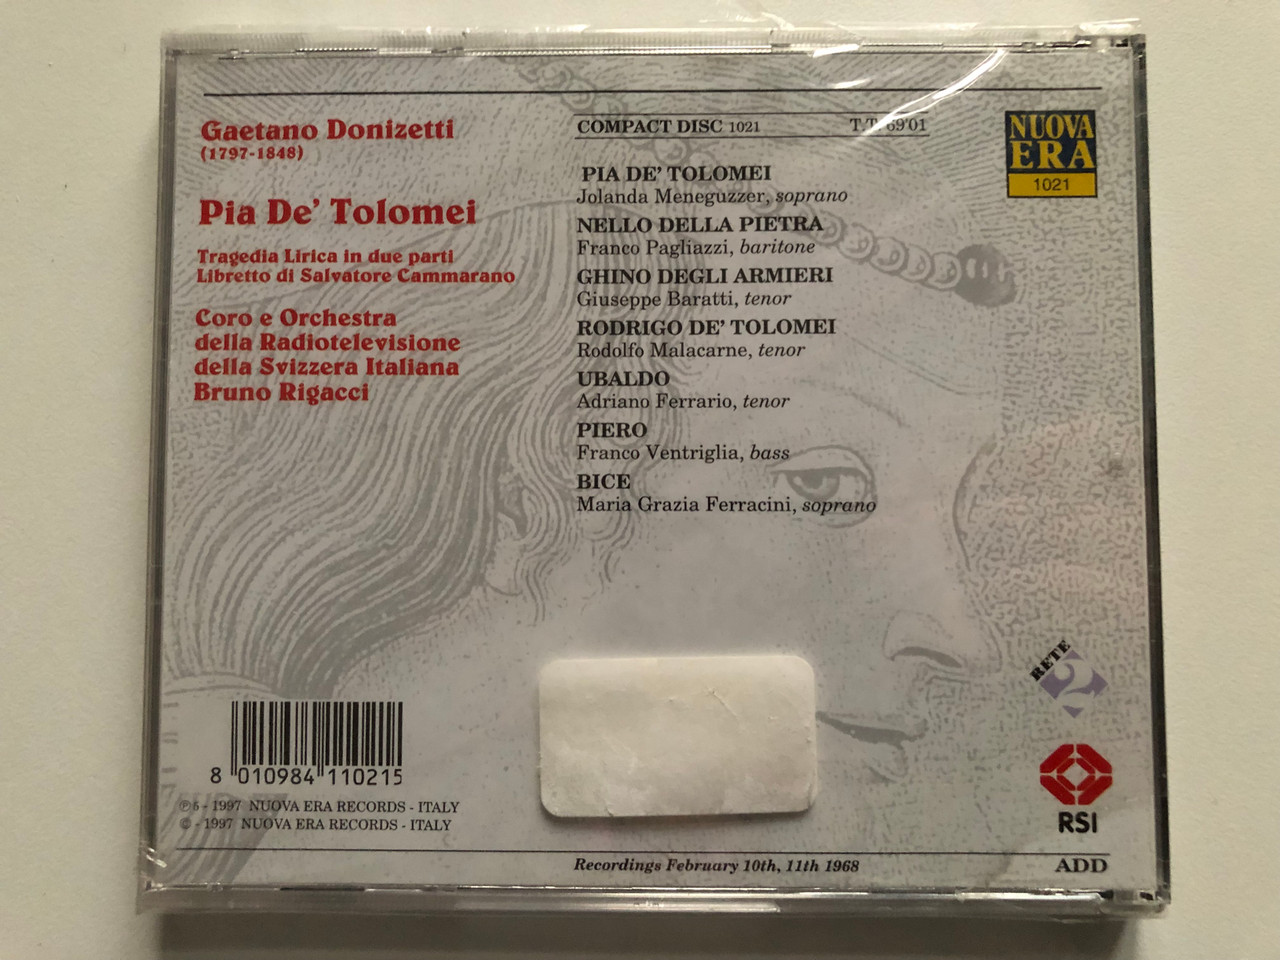 Gaetano Donizetti
(1797-1848)
Pia De' Tolomei
Tragedia Lirica in due parti
Libretto di Salvatore Cammarano
Coro e Orchestra
della Radiotelevisione
della Svizzera Italiana
Bruno Rigacci
COMPACT DISC 1021 T.T. 69'01
PIA DE' TOLOMEI
Jolanda Meneguzzer, soprano
NELLO DELLA PIETRA
Franco Pagliazzi, baritone
GHINO DEGLI ARMIERI
Giuseppe Baratti, tenor
RODRIGO DE' TOLOMEI
Rodolfo Malacarne, tenor
UBALDO
Adriano Ferrario, tenor
PIERO
Franco Ventriglia, bass
BICE
Maria Grazia Ferracini, soprano
NUOVA
ERA
1021
RETE
2
RSI
8 010984 110215
℗ 6 - 1997 NUOVA ERA RECORDS - ITALY
© - 1997 NUOVA ERA RECORDS - ITALY
Recordings February 10th, 11th 1968 ADD